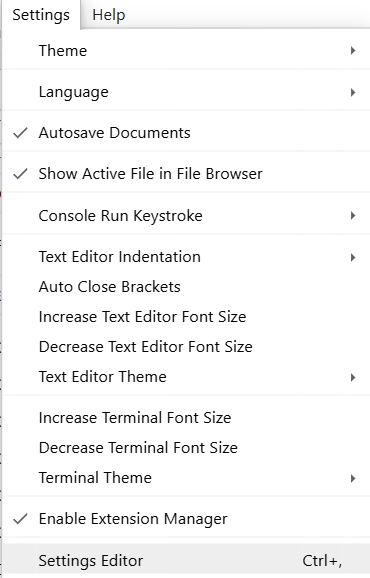 Settings Help
Theme
Language
Autosave Documents
Show Active File in File Browser
Console Run Keystroke
Text Editor Indentation
Auto Close Brackets
Increase Text Editor Font Size
Decrease Text Editor Font Size
Text Editor Theme
Increase Terminal Font Size
Decrease Terminal Font Size
Terminal Theme
Enable Extension Manager
Settings Editor Ctrl+,